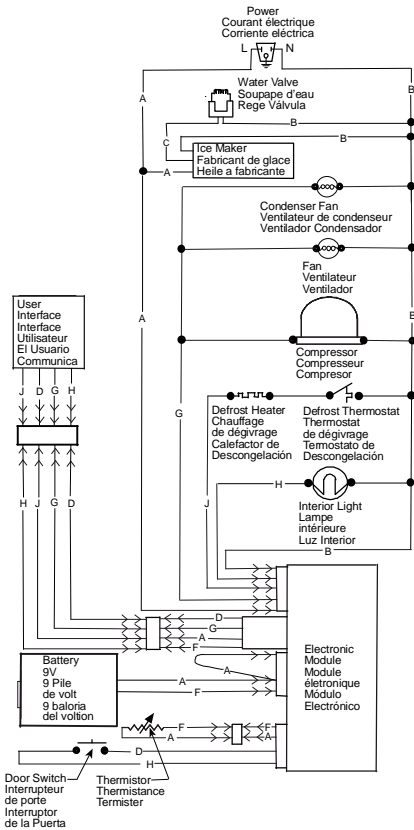 Power
Courant électrique
Corriente eléctrica
L
N
A
Water Valve
Soupape d'eau
Rege Válvula
B
B
C
A
Ice Maker
Fabricant de glace
Heile a fabricante
Condenser Fan
Ventilateur de condenseur
Ventilador Condensador
Fan
Ventilateur
Ventilador
User
Interface
Interface
Utilisateur
El Usuario
Communica
A
B
Compressor
Compresseur
Compresor
J
D
G
H
G
Defrost Heater
Chauffage
de dégivrage
Calefactor de
Descongelación
Defrost Thermostat
Thermostat
de dégivrage
Termostato de
Descongelación
H
J
Interior Light
Lampe
intérieure
Luz Interior
H
J
G
D
B
D
G
A
F
Electronic
Module
Module
életronique
Módulo
Electrónico
Battery
9V
9 Pile
de volt
9 baloria
del voltion
A
A
F
F
A
F
A
D
H
Door Switch
Interrupteur
de porte
Interruptor
de la Puerta
Thermistor
Thermistance
Termister